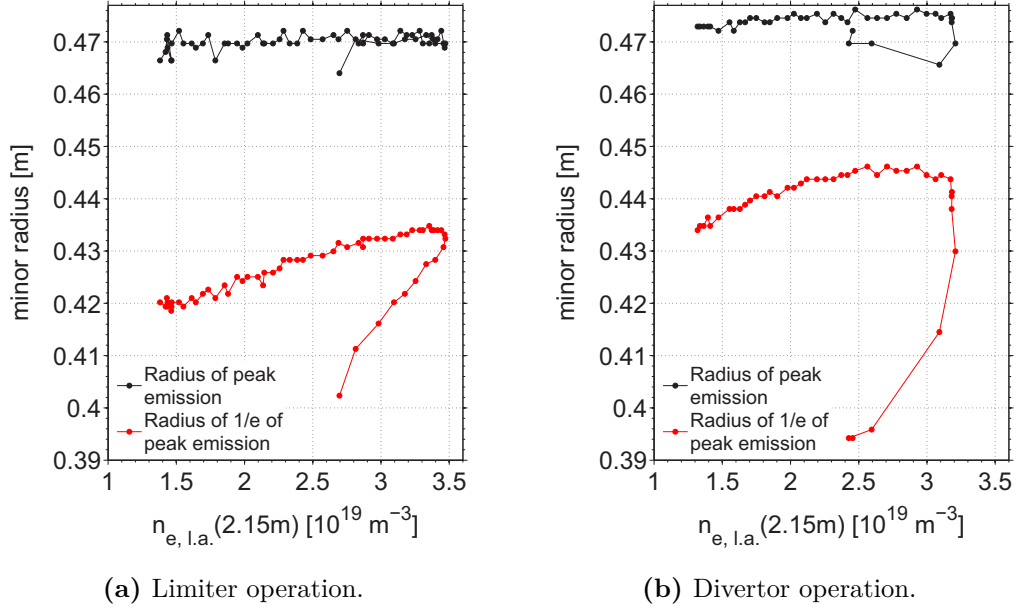 0.47
0.46
0.45
0.44
0.43
0.42
0.41
0.4
0.39
minor radius [m]
Radius of peak
emission
Radius of 1/e of
peak emission
1 1.5 2 2.5 3 3.5
n_e, l.a.(2.15m) [10^19 m^−3]
(a) Limiter operation.
0.47
0.46
0.45
0.44
0.43
0.42
0.41
0.4
0.39
minor radius [m]
Radius of peak
emission
Radius of 1/e of
peak emission
1 1.5 2 2.5 3 3.5
n_e, l.a.(2.15m) [10^19 m^−3]
(b) Divertor operation.